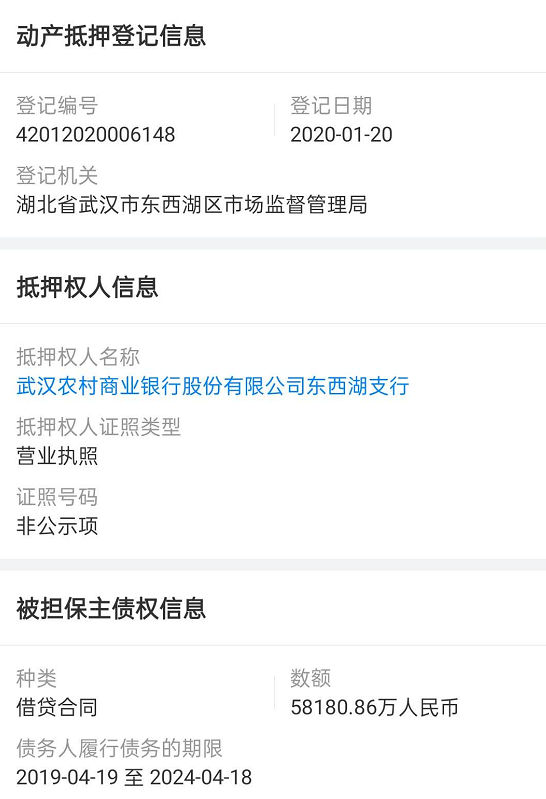 动产抵押登记信息
登记编号 登记日期
42012020006148 2020-01-20
登记机关
湖北省武汉市东西湖区市场监督管理局
抵押权人信息
抵押权人名称
武汉农村商业银行股份有限公司东西湖支行
抵押权人证照类型
营业执照
证照号码
非公示项
被担保主债权信息
种类 数额
借贷合同 58180.86万人民币
债务人履行债务的期限
2019-04-19 至 2024-04-18